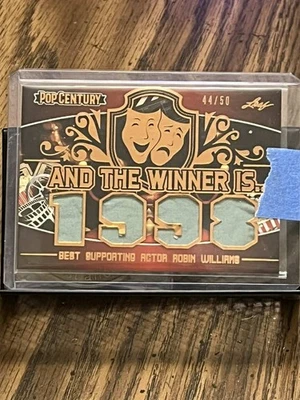 POP CENTURY
44/50
Leaf
AND THE WINNER IS...
1998
BEST SUPPORTING ACTOR ROBIN WILLIAMS